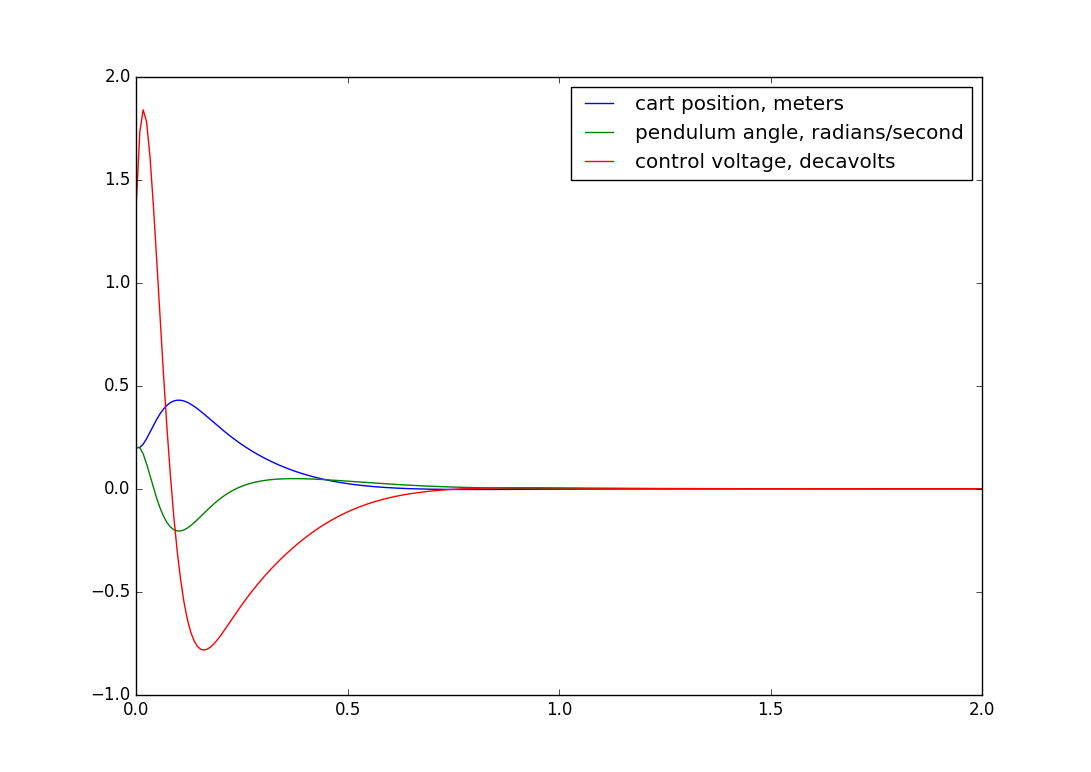 2.0
1.5
1.0
0.5
0.0
−0.5
−1.0
0.0 0.5 1.0 1.5 2.0
cart position, meters
pendulum angle, radians/second
control voltage, decavolts